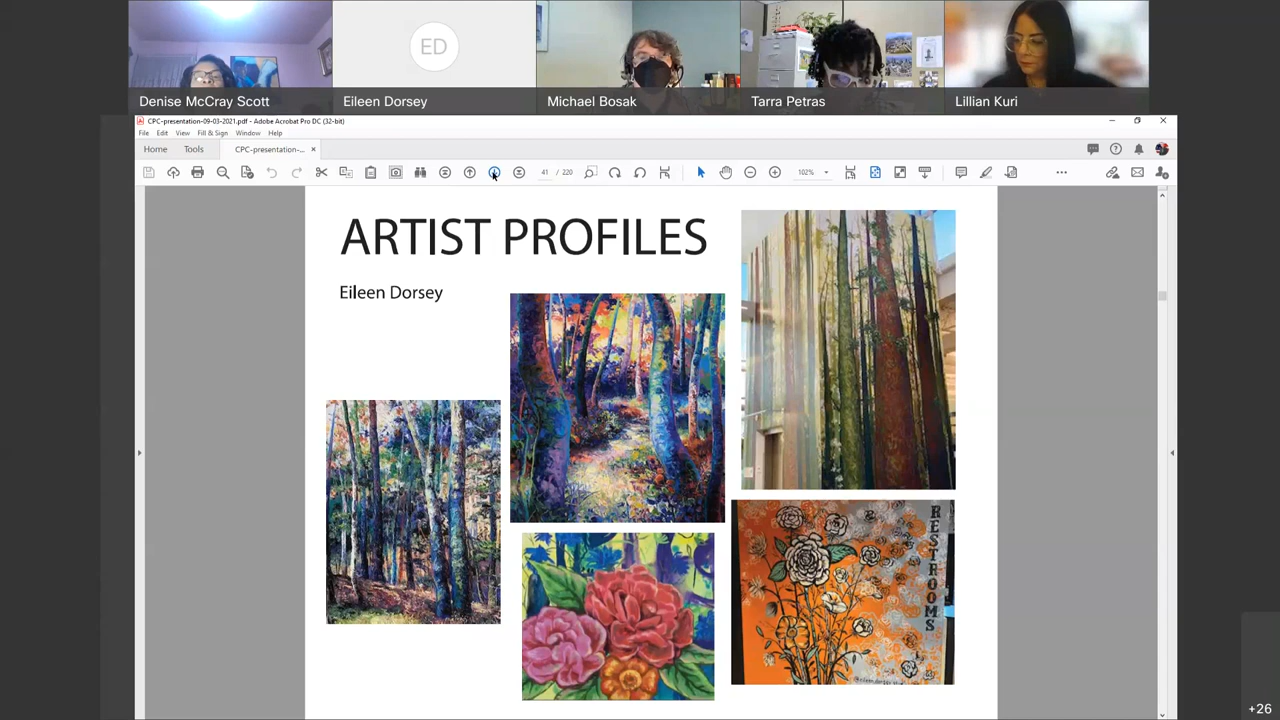 ED
Denise McCray Scott
Eileen Dorsey
Michael Bosak
Tarra Petras
Lillian Kuri
CPC-presentation-09-03-2021.pdf - Adobe Acrobat Pro DC (32-bit)
File Edit View Fill & Sign Window Help
Home Tools CPC-presentation-...
41 / 220 102%
ARTIST PROFILES
Eileen Dorsey
RESTROOMS
+26